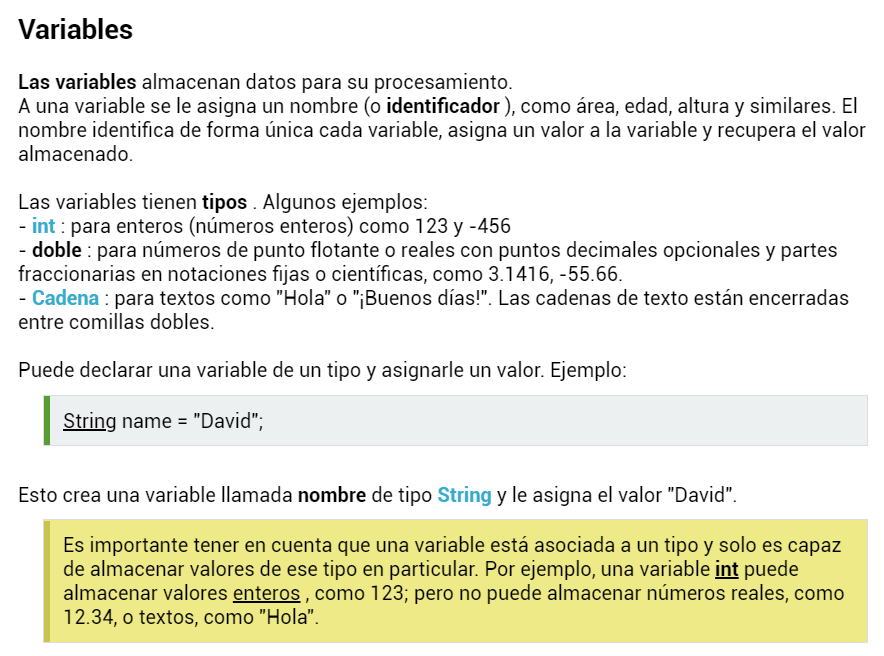 Variables
Las variables almacenan datos para su procesamiento.
A una variable se le asigna un nombre (o identificador ), como área, edad, altura y similares. El
nombre identifica de forma única cada variable, asigna un valor a la variable y recupera el valor
almacenado.
Las variables tienen tipos . Algunos ejemplos:
- int : para enteros (números enteros) como 123 y -456
- doble : para números de punto flotante o reales con puntos decimales opcionales y partes
fraccionarias en notaciones fijas o científicas, como 3.1416, -55.66.
- Cadena : para textos como "Hola" o "¡Buenos días!". Las cadenas de texto están encerradas
entre comillas dobles.
Puede declarar una variable de un tipo y asignarle un valor. Ejemplo:
String name = "David";
Esto crea una variable llamada nombre de tipo String y le asigna el valor "David".
Es importante tener en cuenta que una variable está asociada a un tipo y solo es capaz
de almacenar valores de ese tipo en particular. Por ejemplo, una variable int puede
almacenar valores enteros , como 123; pero no puede almacenar números reales, como
12.34, o textos, como "Hola".